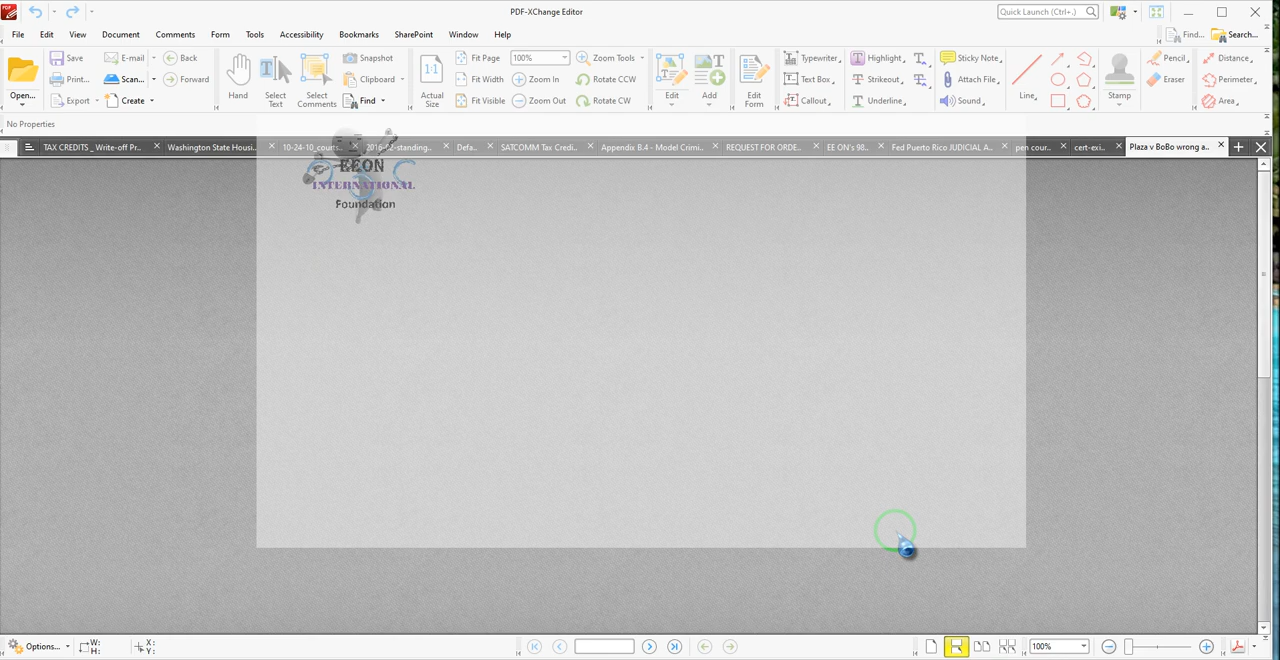 PDF-XChange Editor
Quick Launch (Ctrl+.)
File Edit View Document Comments Form Tools Accessibility Bookmarks SharePoint Window Help
Find... Search...
Open...
Save E-mail Back
Print... Scan... Forward
Export Create
Hand
Select Text
Select Comments
Snapshot
Clipboard
Find
Actual Size
Fit Page 100% Zoom Tools
Fit Width Zoom In Rotate CCW
Fit Visible Zoom Out Rotate CW
Edit
Add
Edit Form
Typewriter
Text Box
Callout
Highlight
Strikeout
Underline
Sticky Note
Attach File
Sound
Line
Stamp
Pencil
Eraser
Distance
Perimeter
Area
No Properties
TAX CREDITS _ Write-off Pr.. Washington State Housi.. 10-24-10_courts.. 2016-02-standing.. Defa.. SATCOMM Tax Credi.. Appendix B.4 - Model Crimi.. REQUEST FOR ORDE.. EE ON's 98.. Fed Puerto Rico JUDICIAL A.. pen cour.. cert-exi.. Plaza v BoBo wrong a..
EEON
INTERNATIONAL
Foundation
Options... W: H: X: Y: 100%